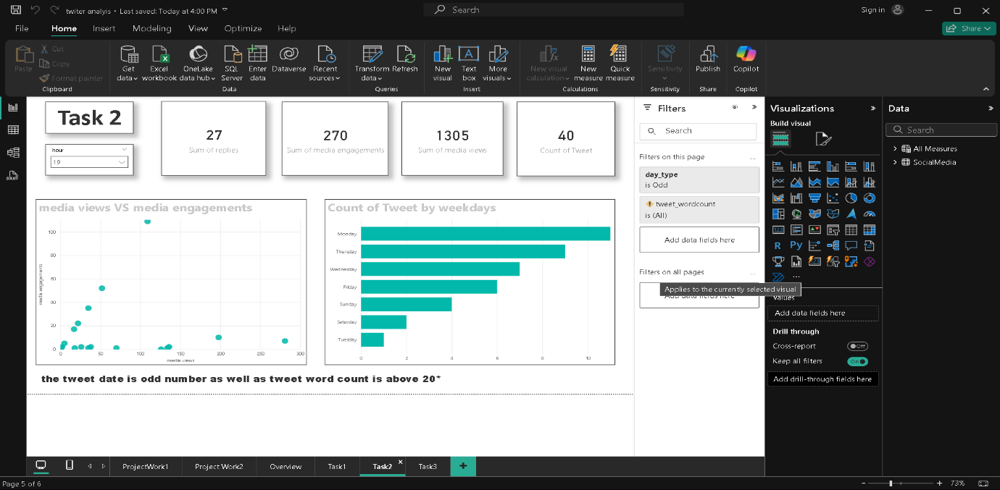 twiter analyis • Last saved: Today at 4:00 PM
Search
Sign in
File Home Insert Modeling View Optimize Help
Share
Paste
Cut
Copy
Format painter
Clipboard
Get data
Excel workbook
OneLake data hub
SQL Server
Enter data
Dataverse
Recent sources
Data
Transform data
Refresh
Queries
New visual
Text box
More visuals
Insert
New visual calculation
New measure
Quick measure
Calculations
Sensitivity
Sensitivity
Publish
Share
Copilot
Copilot
Task 2
hour
19
27
Sum of replies
270
Sum of media engagements
1305
Sum of media views
40
Count of Tweet
media views VS media engagements
media engagements
100
80
60
40
20
0
0 50 100 150 200 250 300
media views
Count of Tweet by weekdays
Monday
Thursday
Wednesday
Friday
Sunday
Saturday
Tuesday
0 2 4 6 8 10
the tweet date is odd number as well as tweet word count is above 20*
Filters
Search
Filters on this page
...
day_type
is Odd
tweet_wordcount
is (All)
Add data fields here
Filters on all pages
...
Applies to the currently selected visual
Add data fields here
Visualizations
Build visual
123
R
Py
...
Values
Add data fields here
Drill through
Cross-report
Off
Keep all filters
On
Add drill-through fields here
Data
Search
All Measures
SocialMedia
ProjectWork1 Project Work2 Overview Task1 Task2 Task3 +
Page 5 of 6
- + 73%